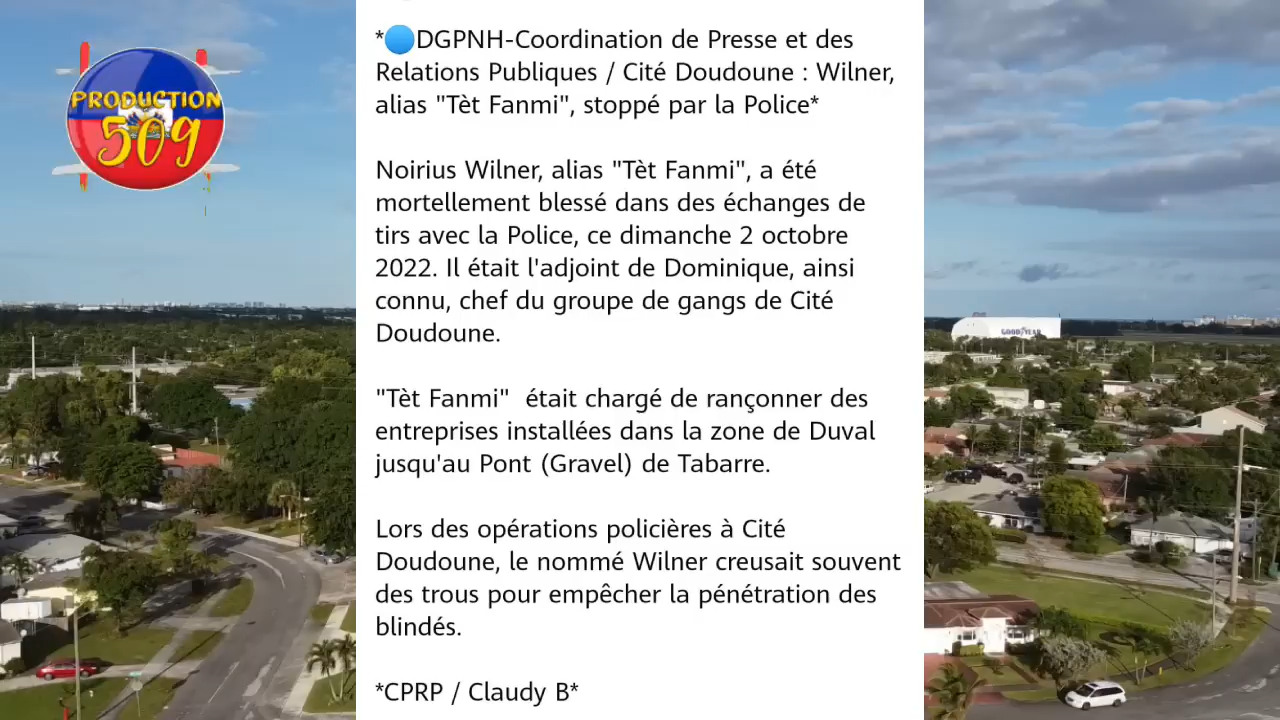 PRODUCTION
509
*🔵DGPNH-Coordination de Presse et des
Relations Publiques / Cité Doudoune : Wilner,
alias "Tèt Fanmi", stoppé par la Police*
Noirius Wilner, alias "Tèt Fanmi", a été
mortellement blessé dans des échanges de
tirs avec la Police, ce dimanche 2 octobre
2022. Il était l'adjoint de Dominique, ainsi
connu, chef du groupe de gangs de Cité
Doudoune.
"Tèt Fanmi"  était chargé de rançonner des
entreprises installées dans la zone de Duval
jusqu'au Pont (Gravel) de Tabarre.
Lors des opérations policières à Cité
Doudoune, le nommé Wilner creusait souvent
des trous pour empêcher la pénétration des
blindés.
*CPRP / Claudy B*
GOODYEAR